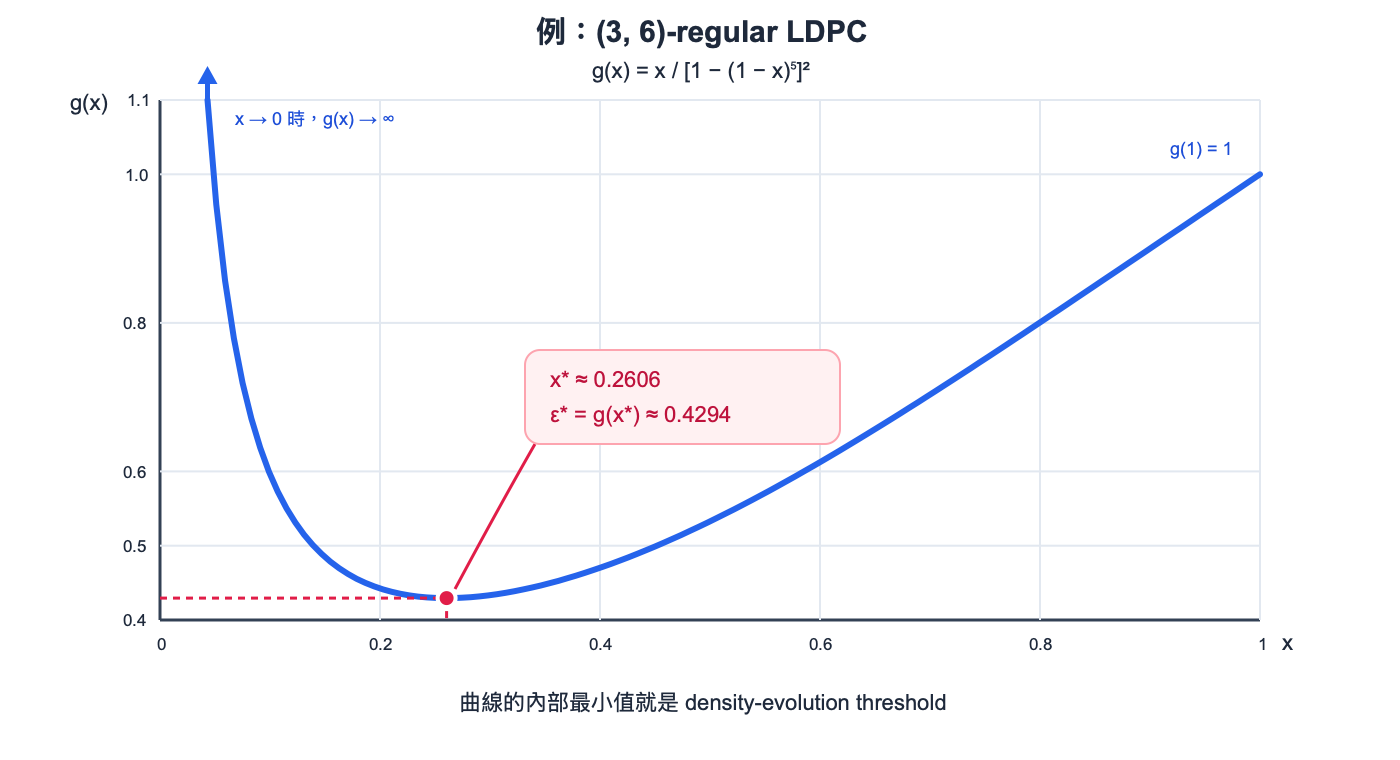 例：(3, 6)-regular LDPC
g(x) = x / [1 − (1 − x)⁵]²
g(x)
1.1
x → 0 時，g(x) → ∞
g(1) = 1
1.0
0.8
x* ≈ 0.2606
ε* = g(x*) ≈ 0.4294
0.6
0.5
0.4
0
0.2
0.4
0.6
0.8
1
x
曲線的內部最小值就是 density-evolution threshold